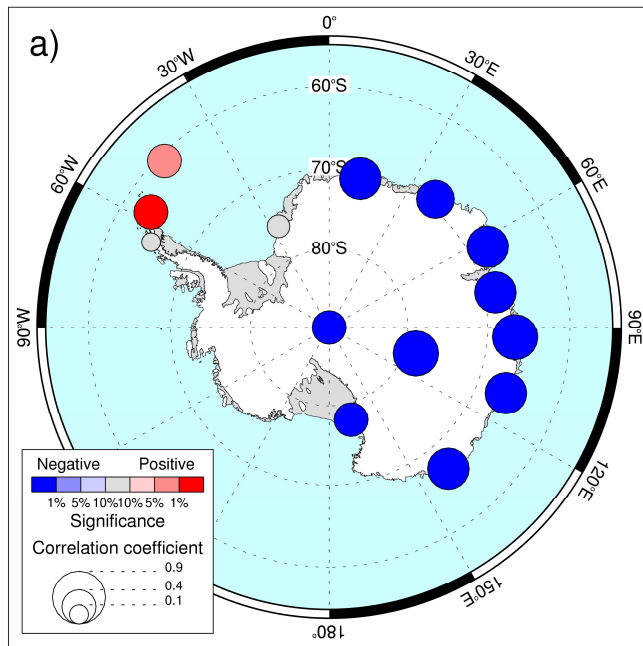 a)
0°
30°W
30°E
60°S
60°W
60°E
70°S
80°S
90°W
90°E
Negative Positive
1% 5% 10% 10% 5% 1%
Significance
Correlation coefficient
0.9
0.4
0.1
120°E
150°E
180°